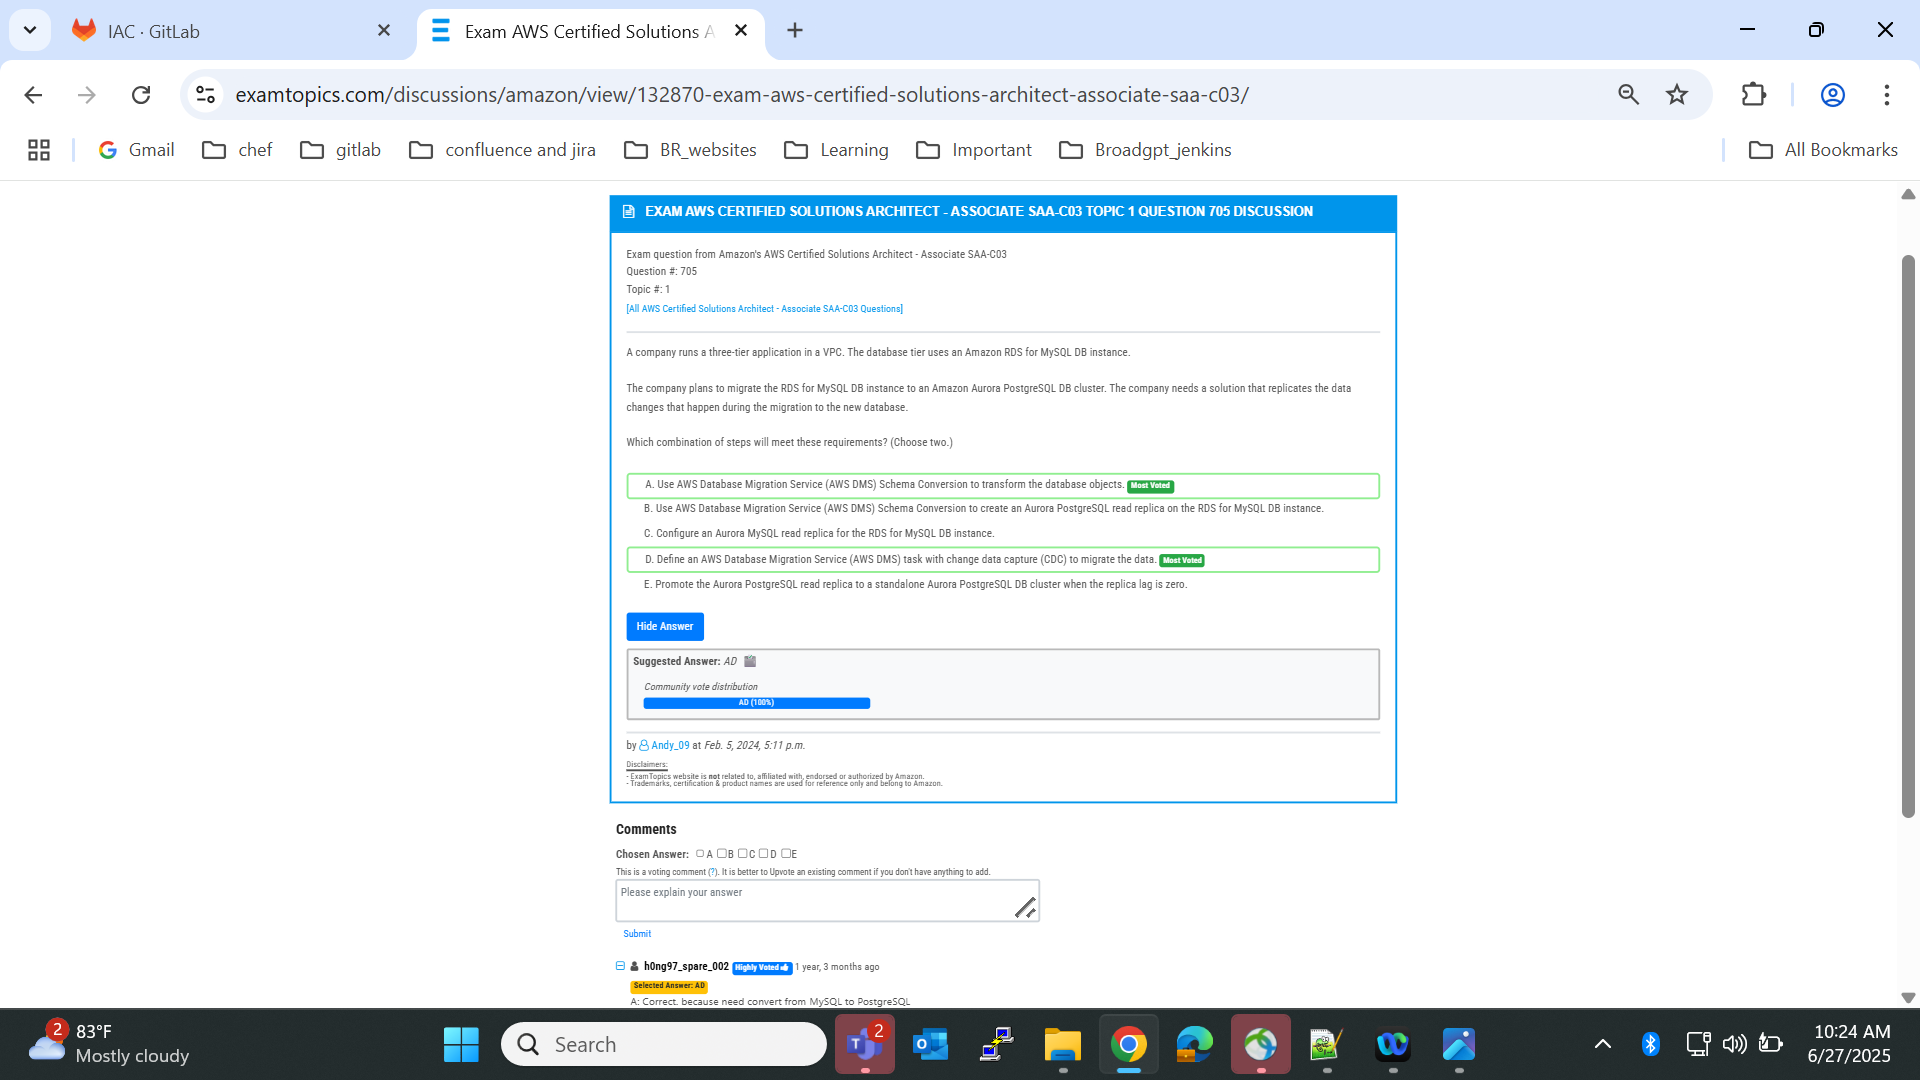 IAC · GitLab
Exam AWS Certified Solutions A
examtopics.com/discussions/amazon/view/132870-exam-aws-certified-solutions-architect-associate-saa-c03/
Gmail
chef
gitlab
confluence and jira
BR_websites
Learning
Important
Broadgpt_jenkins
All Bookmarks
EXAM AWS CERTIFIED SOLUTIONS ARCHITECT - ASSOCIATE SAA-C03 TOPIC 1 QUESTION 705 DISCUSSION
Exam question from Amazon's AWS Certified Solutions Architect - Associate SAA-C03
Question #: 705
Topic #: 1
[All AWS Certified Solutions Architect - Associate SAA-C03 Questions]
A company runs a three-tier application in a VPC. The database tier uses an Amazon RDS for MySQL DB instance.
The company plans to migrate the RDS for MySQL DB instance to an Amazon Aurora PostgreSQL DB cluster. The company needs a solution that replicates the data
changes that happen during the migration to the new database.
Which combination of steps will meet these requirements? (Choose two.)
A. Use AWS Database Migration Service (AWS DMS) Schema Conversion to transform the database objects. Most Voted
B. Use AWS Database Migration Service (AWS DMS) Schema Conversion to create an Aurora PostgreSQL read replica on the RDS for MySQL DB instance.
C. Configure an Aurora MySQL read replica for the RDS for MySQL DB instance.
D. Define an AWS Database Migration Service (AWS DMS) task with change data capture (CDC) to migrate the data. Most Voted
E. Promote the Aurora PostgreSQL read replica to a standalone Aurora PostgreSQL DB cluster when the replica lag is zero.
Hide Answer
Suggested Answer: AD
Community vote distribution
AD (100%)
by Andy_09 at Feb. 5, 2024, 5:11 p.m.
Disclaimers:
- ExamTopics website is not related to, affiliated with, endorsed or authorized by Amazon.
- Trademarks, certification & product names are used for reference only and belong to Amazon.
Comments
Chosen Answer: A B C D E
This is a voting comment (?). It is better to Upvote an existing comment if you don't have anything to add.
Please explain your answer
Submit
h0ng97_spare_002 Highly Voted 1 year, 3 months ago
Selected Answer: AD
A: Correct. because need convert from MySQL to PostgreSQL
2
83°F
Mostly cloudy
Search
2
10:24 AM
6/27/2025